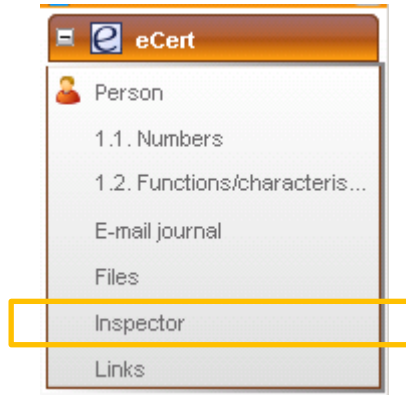 eCert
Person
1.1. Numbers
1.2. Functions/characteris...
E-mail journal
Files
Inspector
Links